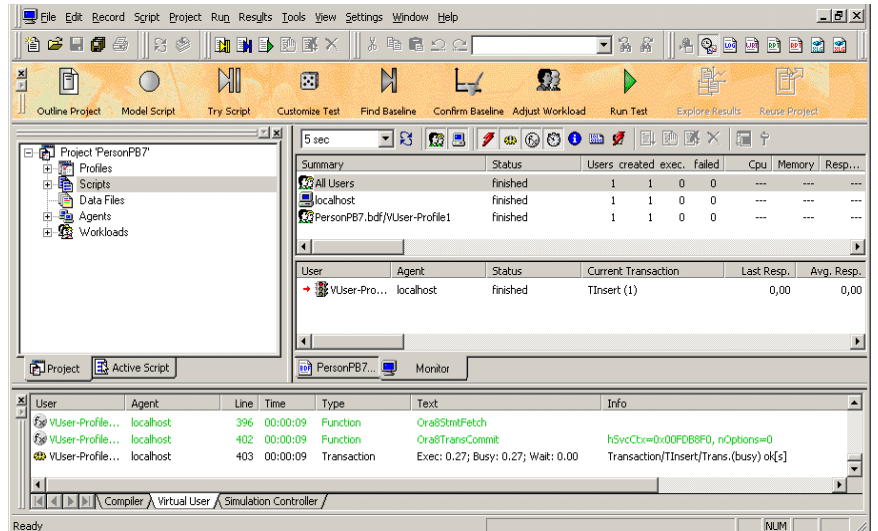 File Edit Record Script Project Run Results Tools View Settings Window Help
Outline Project Model Script Try Script Customize Test Find Baseline Confirm Baseline Adjust Workload Run Test Explore Results Reuse Project
Project 'PersonPB7'
Profiles
Scripts
Data Files
Agents
Workloads
Project Active Script
5 sec
Summary Status Users created exec. failed Cpu Memory Resp...
All Users finished 1 1 0 0 --- --- ---
localhost finished 1 1 0 0 --- --- ---
PersonPB7.bdf/VUser-Profile1 finished 1 1 0 0 --- --- ---
User Agent Status Current Transaction Last Resp. Avg. Resp.
VUser-Pro... localhost finished TInsert (1) 0,00 0,00
PersonPB7... Monitor
User Agent Line Time Type Text Info
VUser-Profile... localhost 396 00:00:09 Function Ora8StmtFetch
VUser-Profile... localhost 402 00:00:09 Function Ora8TransCommit hSvcCtx=0x00FDB8F0, nOptions=0
VUser-Profile... localhost 403 00:00:09 Transaction Exec: 0.27; Busy: 0.27; Wait: 0.00 Transaction/TInsert/Trans.(busy) ok[s]
Compiler Virtual User Simulation Controller
Ready NUM